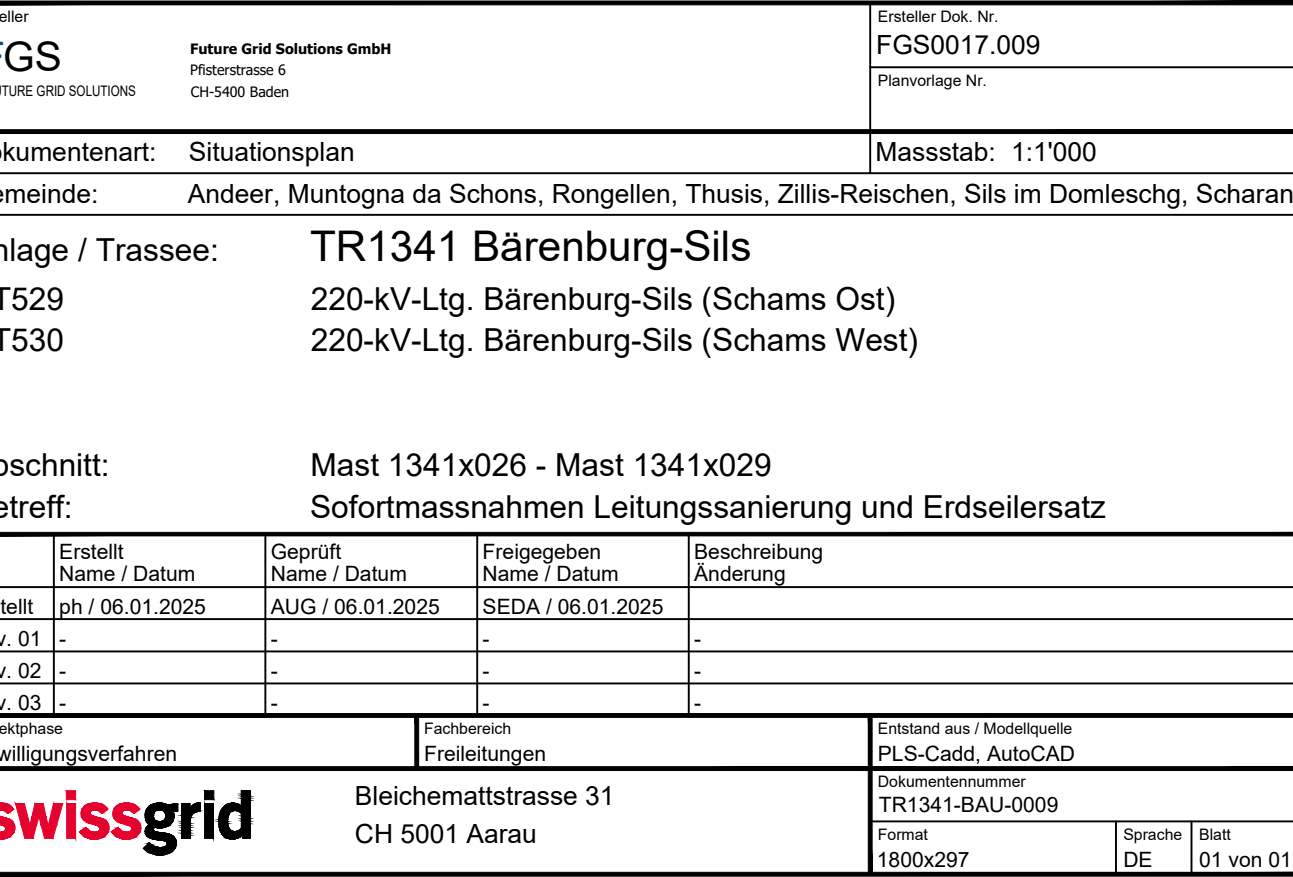 eller
FGS
UTURE GRID SOLUTIONS
Future Grid Solutions GmbH
Pfisterstrasse 6
CH-5400 Baden
Ersteller Dok. Nr.
FGS0017.009
Planvorlage Nr.
okumentenart: Situationsplan
Massstab: 1:1'000
emeinde: Andeer, Muntogna da Schons, Rongellen, Thusis, Zillis-Reischen, Sils im Domleschg, Scharan
nlage / Trassee: TR1341 Bärenburg-Sils
T529 220-kV-Ltg. Bärenburg-Sils (Schams Ost)
T530 220-kV-Ltg. Bärenburg-Sils (Schams West)
bschnitt: Mast 1341x026 - Mast 1341x029
etreff: Sofortmassnahmen Leitungssanierung und Erdseilersatz
Erstellt Geprüft Freigegeben Beschreibung
Name / Datum Name / Datum Name / Datum Änderung
tellt ph / 06.01.2025 AUG / 06.01.2025 SEDA / 06.01.2025
v. 01 - - - -
v. 02 - - - -
v. 03 - - - -
ektphase
willigungsverfahren
Fachbereich
Freileitungen
Entstand aus / Modellquelle
PLS-Cadd, AutoCAD
swissgrid
Bleichemattstrasse 31
CH 5001 Aarau
Dokumentennummer
TR1341-BAU-0009
Format Sprache Blatt
1800x297 DE 01 von 01